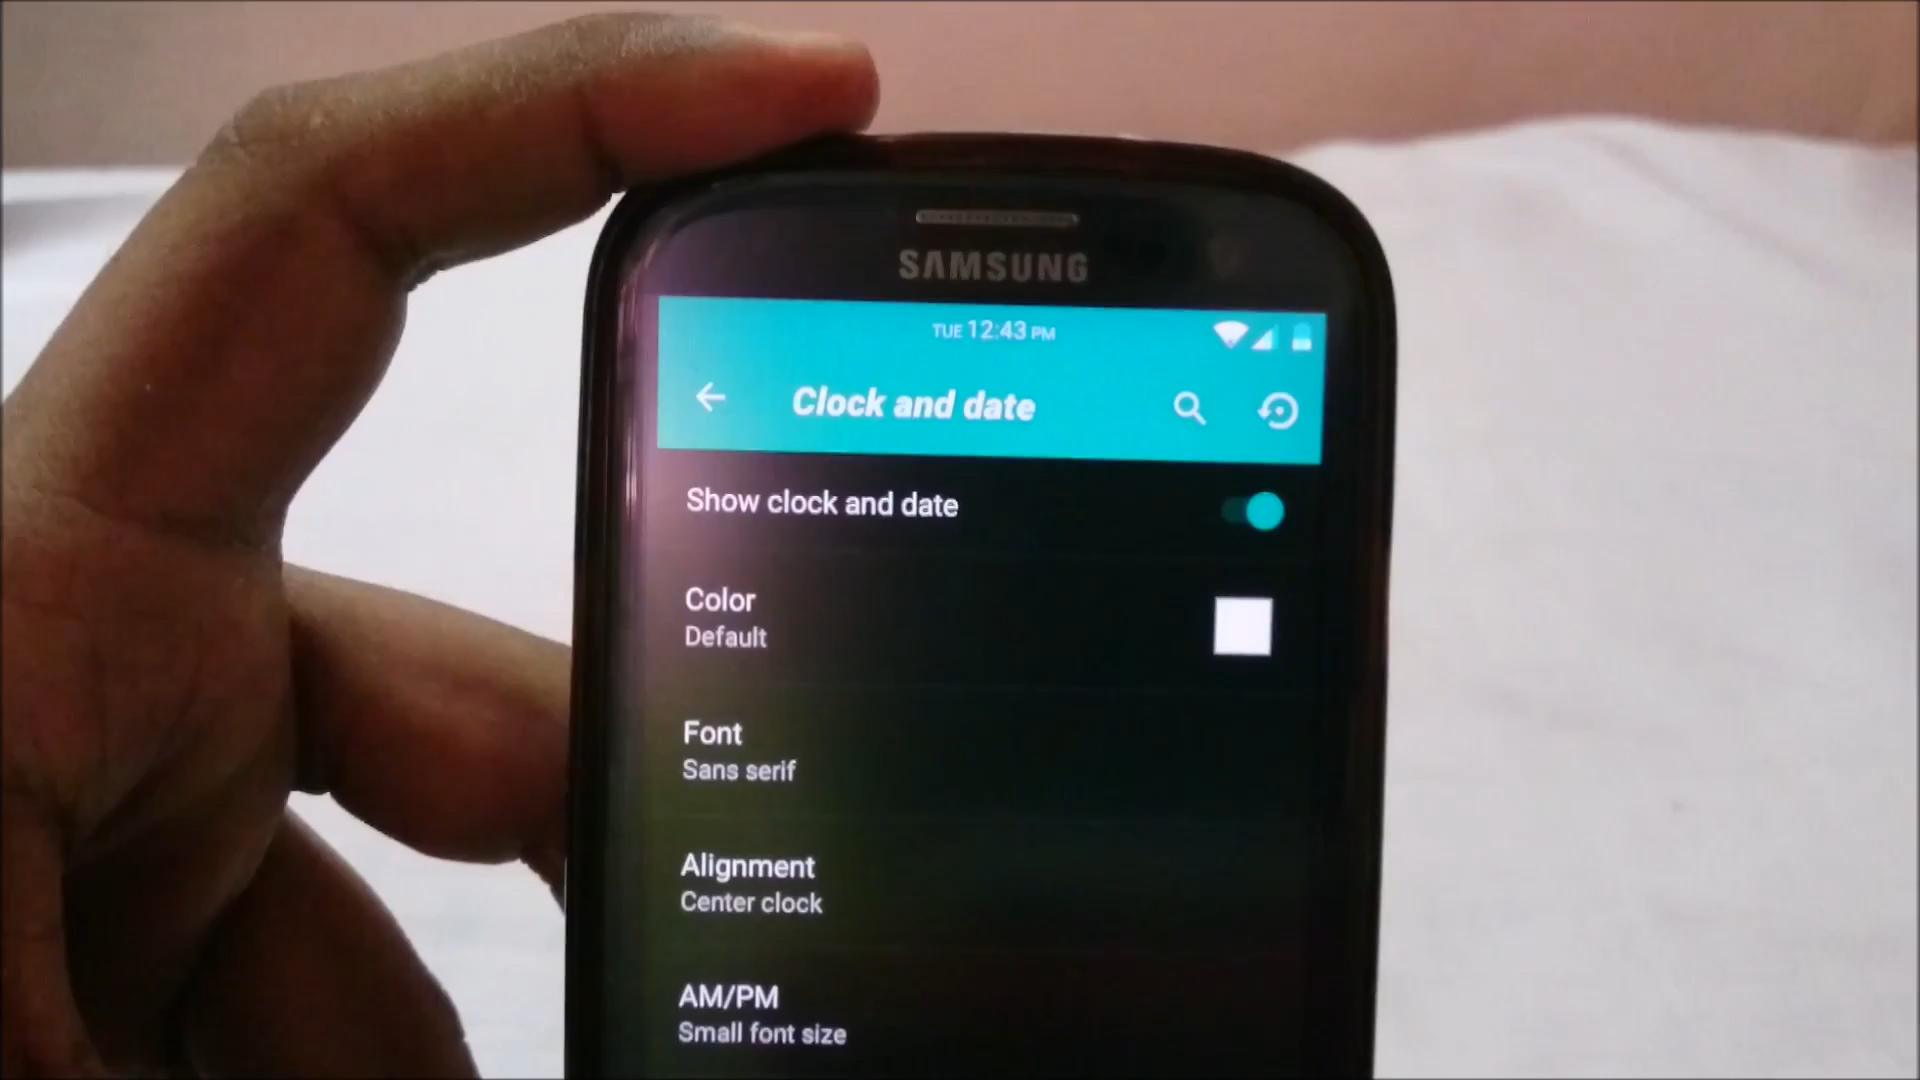 SAMSUNG
TUE 12:43 PM
Clock and date
Show clock and date
Color
Default
Font
Sans serif
Alignment
Center clock
AM/PM
Small font size